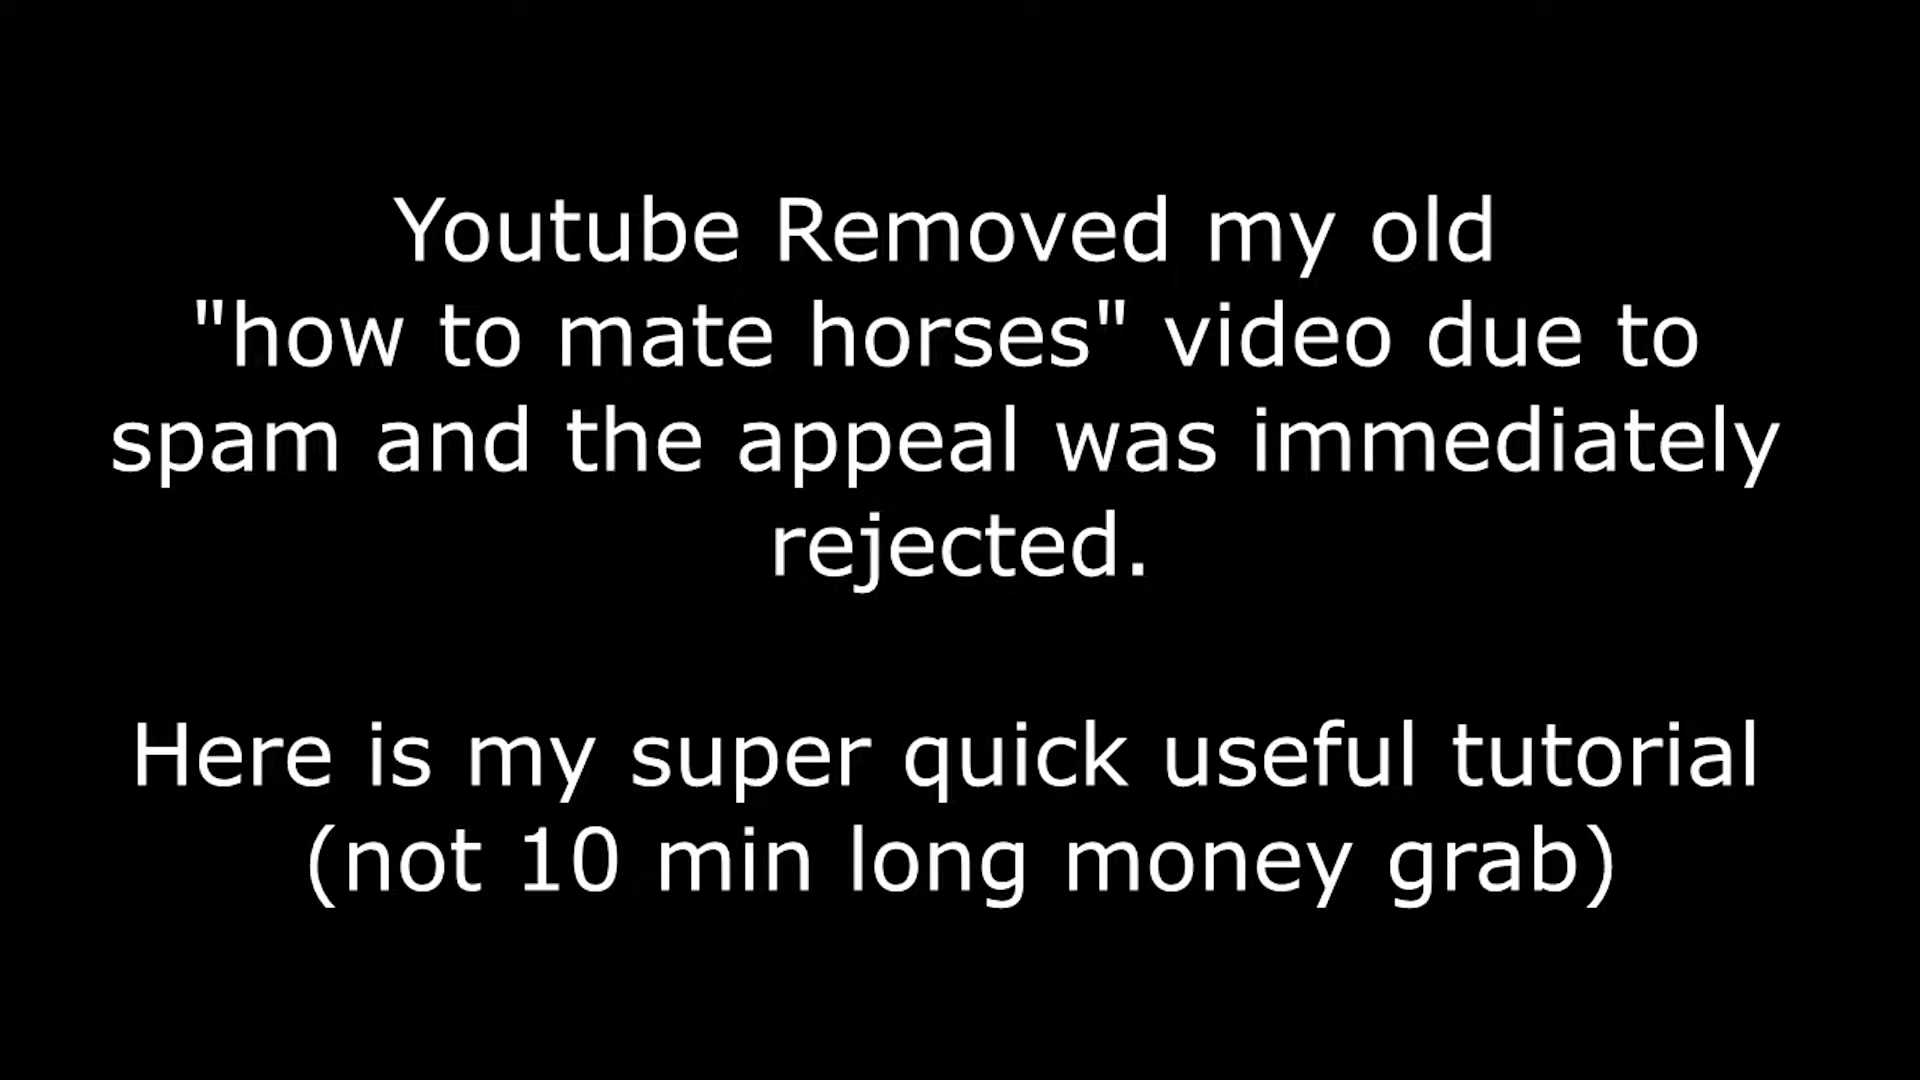 Youtube Removed my old
"how to mate horses" video due to
spam and the appeal was immediately
rejected.
Here is my super quick useful tutorial
(not 10 min long money grab)